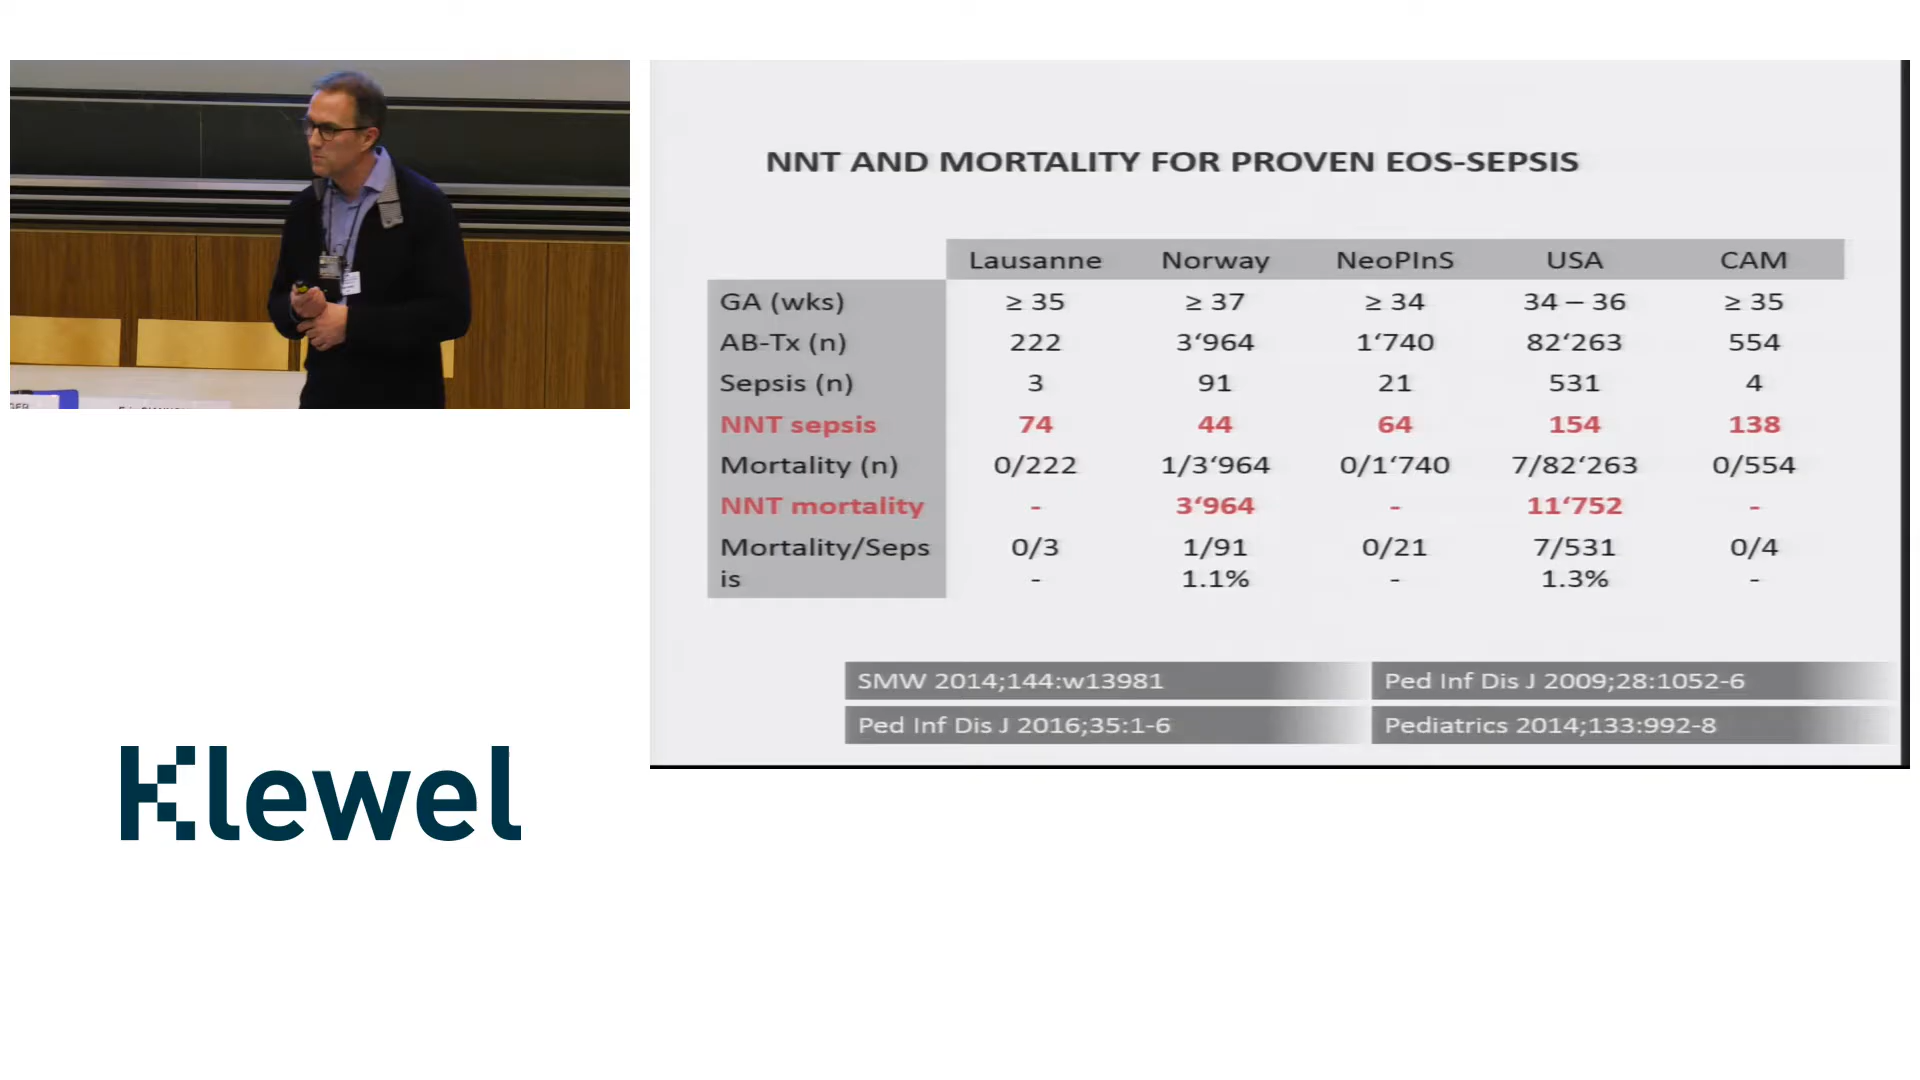 NNT AND MORTALITY FOR PROVEN EOS-SEPSIS
Lausanne Norway NeoPInS USA CAM
GA (wks) ≥ 35 ≥ 37 ≥ 34 34 – 36 ≥ 35
AB-Tx (n) 222 3‘964 1‘740 82‘263 554
Sepsis (n) 3 91 21 531 4
NNT sepsis 74 44 64 154 138
Mortality (n) 0/222 1/3‘964 0/1‘740 7/82‘263 0/554
NNT mortality - 3‘964 - 11‘752 -
Mortality/Seps 0/3 1/91 0/21 7/531 0/4
is - 1.1% - 1.3% -
SMW 2014;144:w13981 Ped Inf Dis J 2009;28:1052-6
Ped Inf Dis J 2016;35:1-6 Pediatrics 2014;133:992-8
Klewel